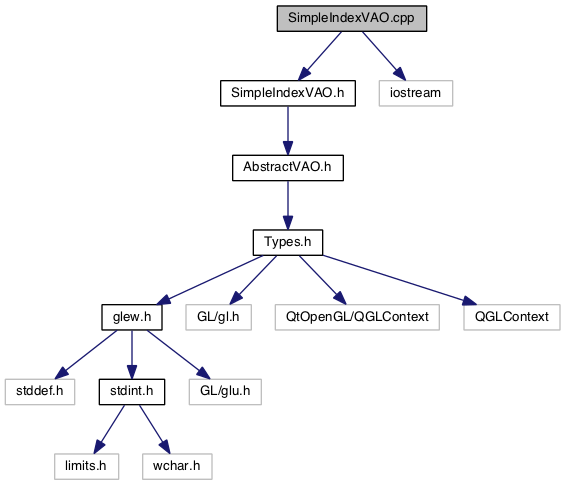 SimpleIndexVAO.cpp
SimpleIndexVAO.h
iostream
AbstractVAO.h
Types.h
glew.h
GL/gl.h
QtOpenGL/QGLContext
QGLContext
stddef.h
stdint.h
GL/glu.h
limits.h
wchar.h